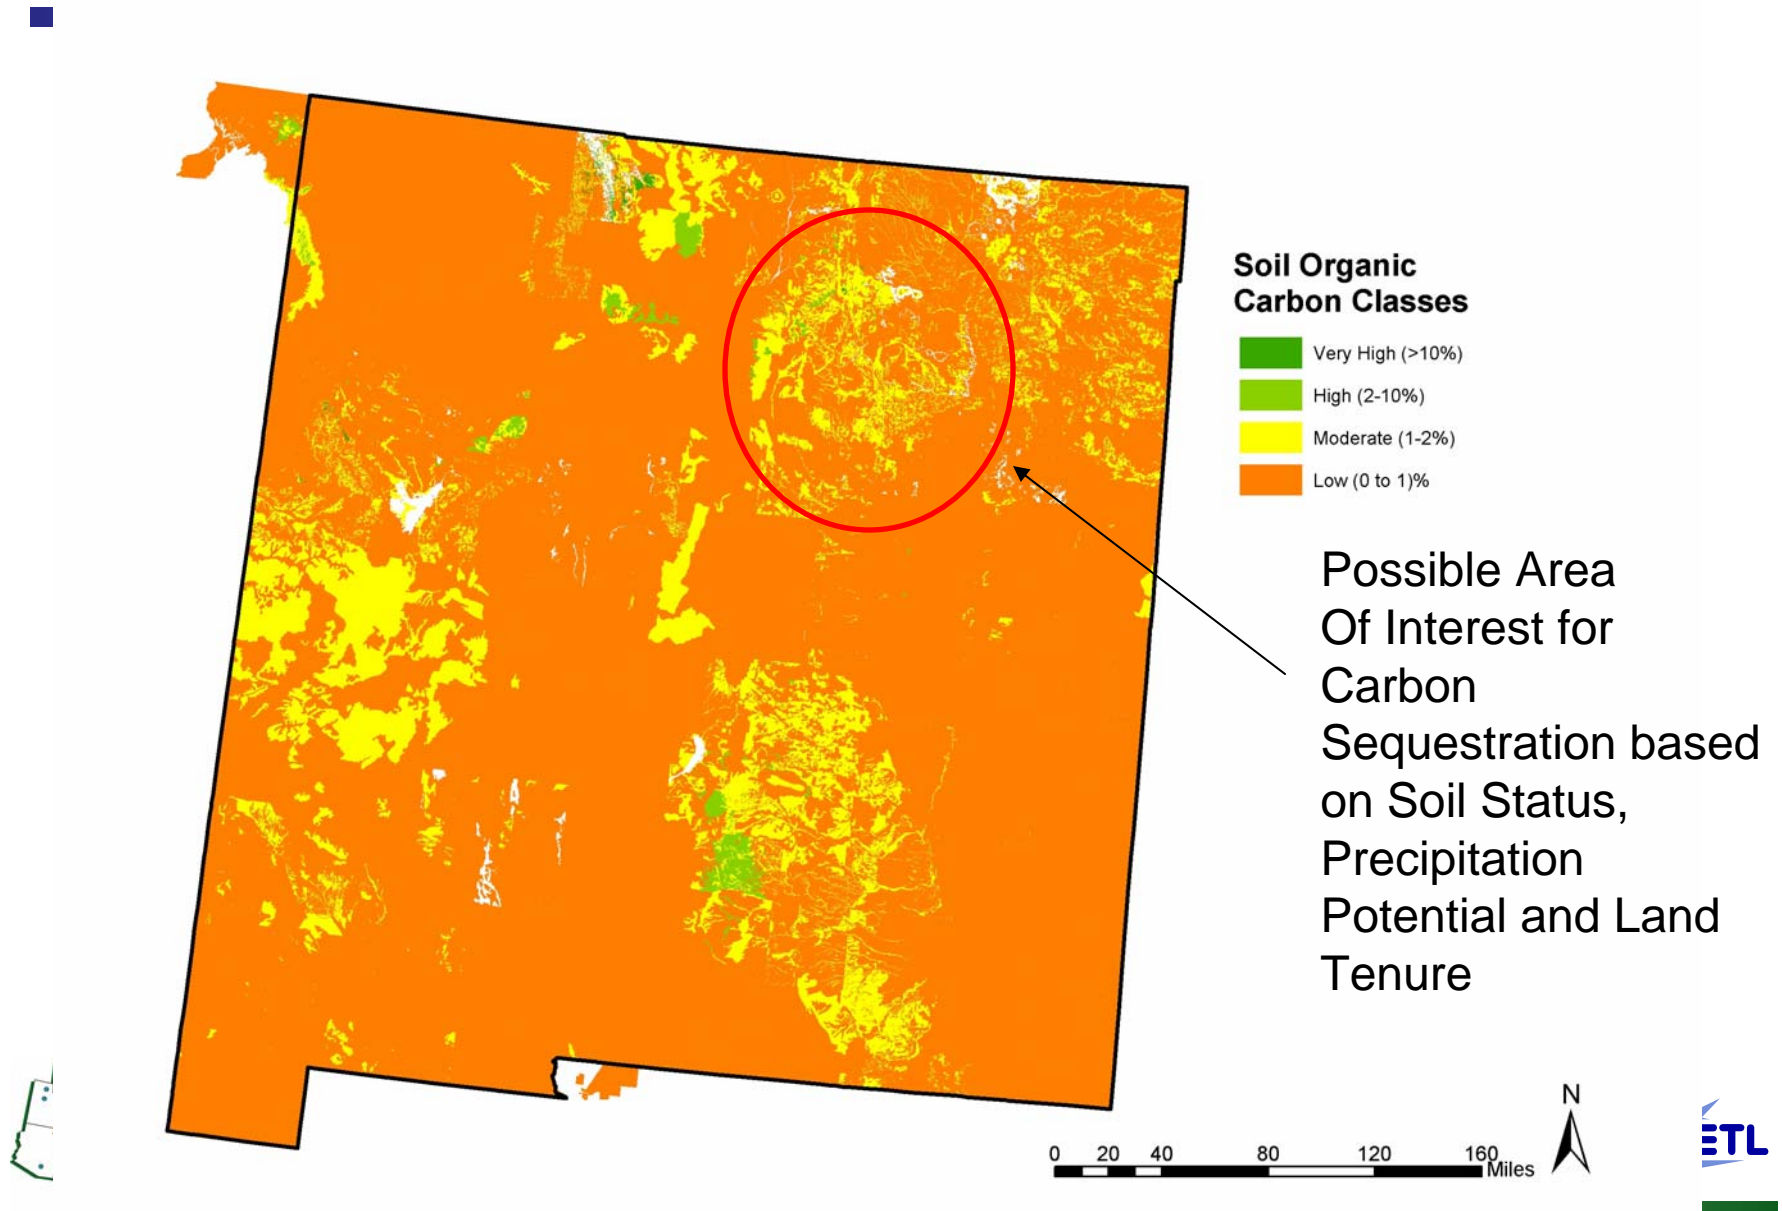 Soil Organic
Carbon Classes
Very High (>10%)
High (2-10%)
Moderate (1-2%)
Low (0 to 1)%
Possible Area
Of Interest for
Carbon
Sequestration based
on Soil Status,
Precipitation
Potential and Land
Tenure
N
0 20 40 80 120 160
Miles
ETL